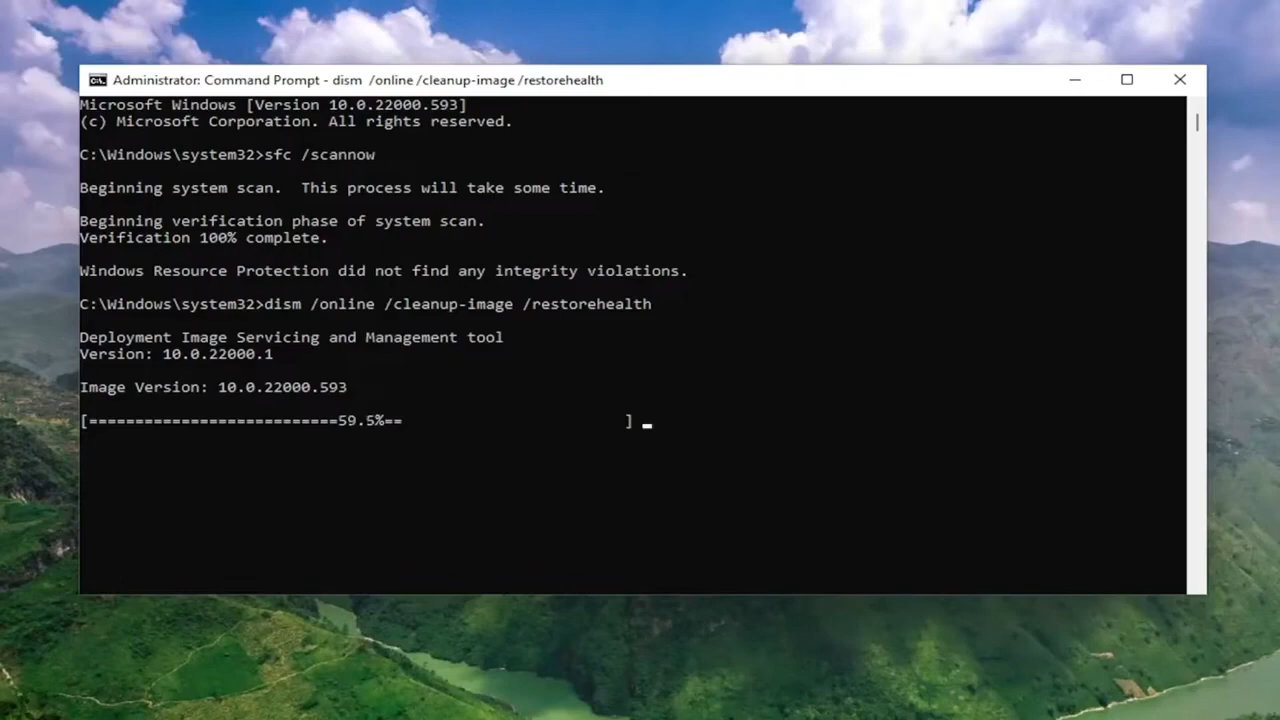 Administrator: Command Prompt - dism  /online /cleanup-image /restorehealth
Microsoft Windows [Version 10.0.22000.593]
(c) Microsoft Corporation. All rights reserved.
C:\Windows\system32>sfc /scannow
Beginning system scan.  This process will take some time.
Beginning verification phase of system scan.
Verification 100% complete.
Windows Resource Protection did not find any integrity violations.
C:\Windows\system32>dism /online /cleanup-image /restorehealth
Deployment Image Servicing and Management tool
Version: 10.0.22000.1
Image Version: 10.0.22000.593
[===========================59.5%==                        ]